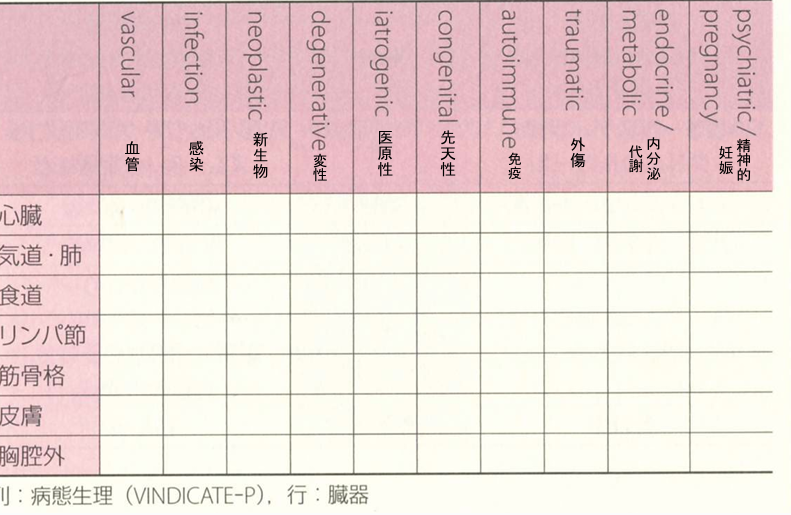 vascular 血管
infection 感染
neoplastic 新生物
degenerative 変性
iatrogenic 医原性
congenital 先天性
autoimmune 免疫
traumatic 外傷
endocrine/ 内分泌
metabolic 代謝
psychiatric/ 精神的
pregnancy 妊娠
心臓
気道・肺
食道
リンパ節
筋骨格
皮膚
胸腔外
列：病態生理（VINDICATE-P），行：臓器